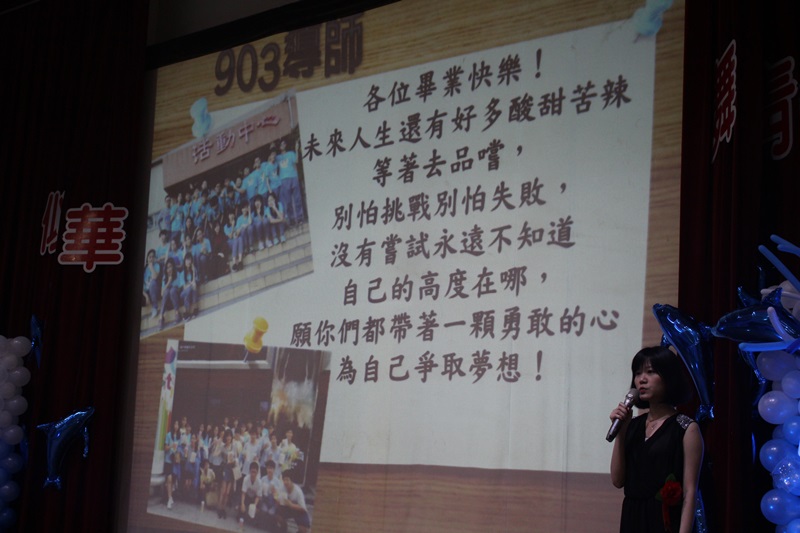 903導師
各位畢業快樂！
未來人生還有好多酸甜苦辣
等著去品嚐，
別怕挑戰別怕失敗，
沒有嘗試永遠不知道
自己的高度在哪，
願你們都帶著一顆勇敢的心
為自己爭取夢想！
活動中心
華
舞
青